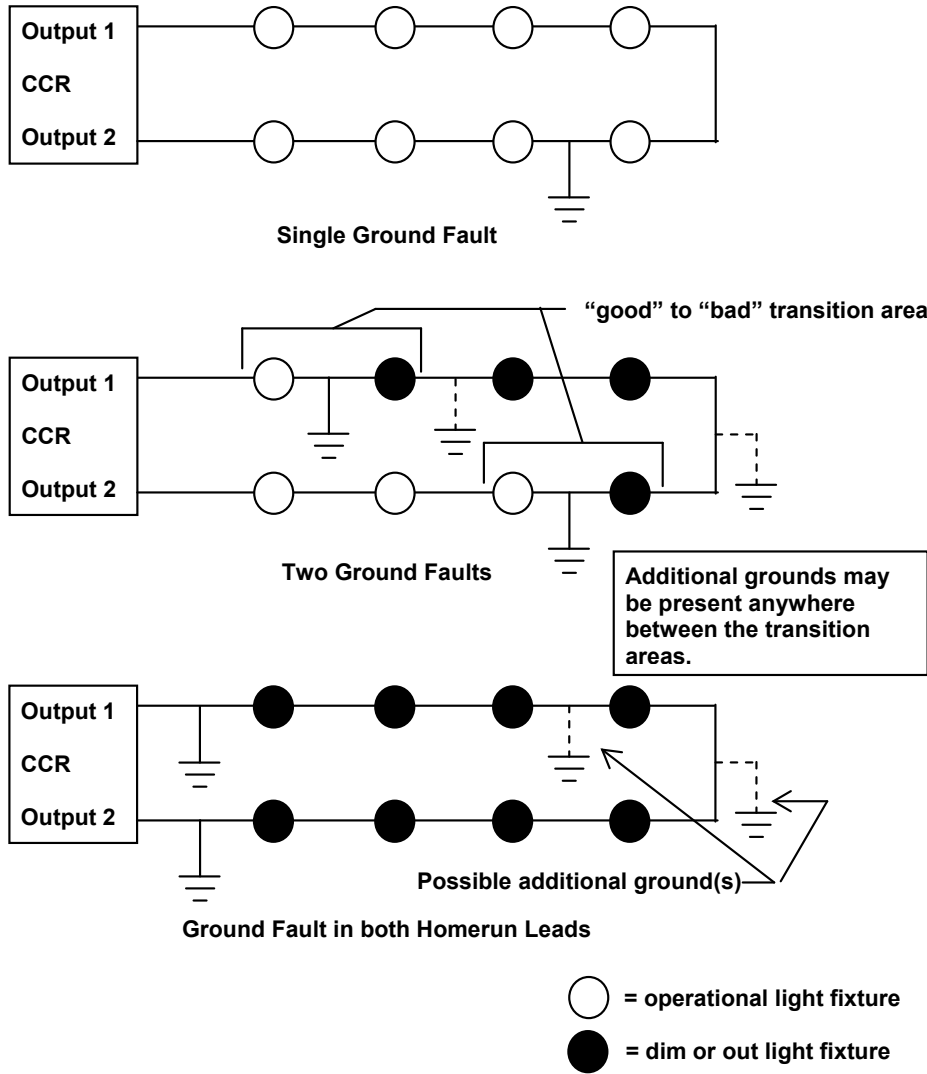 Output 1
CCR
Output 2
Single Ground Fault
“good” to “bad” transition area
Output 1
CCR
Output 2
Two Ground Faults
Additional grounds may
be present anywhere
between the transition
areas.
Output 1
CCR
Output 2
Possible additional ground(s)
Ground Fault in both Homerun Leads
= operational light fixture
= dim or out light fixture